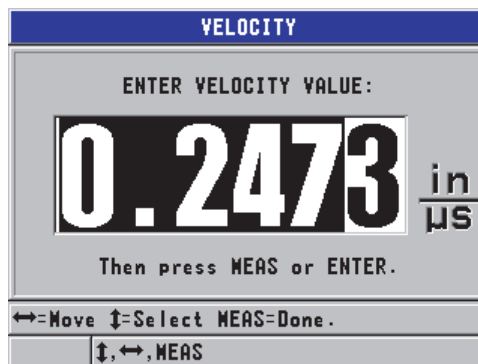 VELOCITY
ENTER VELOCITY VALUE:
0.2473
in
µs
Then press MEAS or ENTER.
↔=Move ↕=Select MEAS=Done.
↕,↔,MEAS